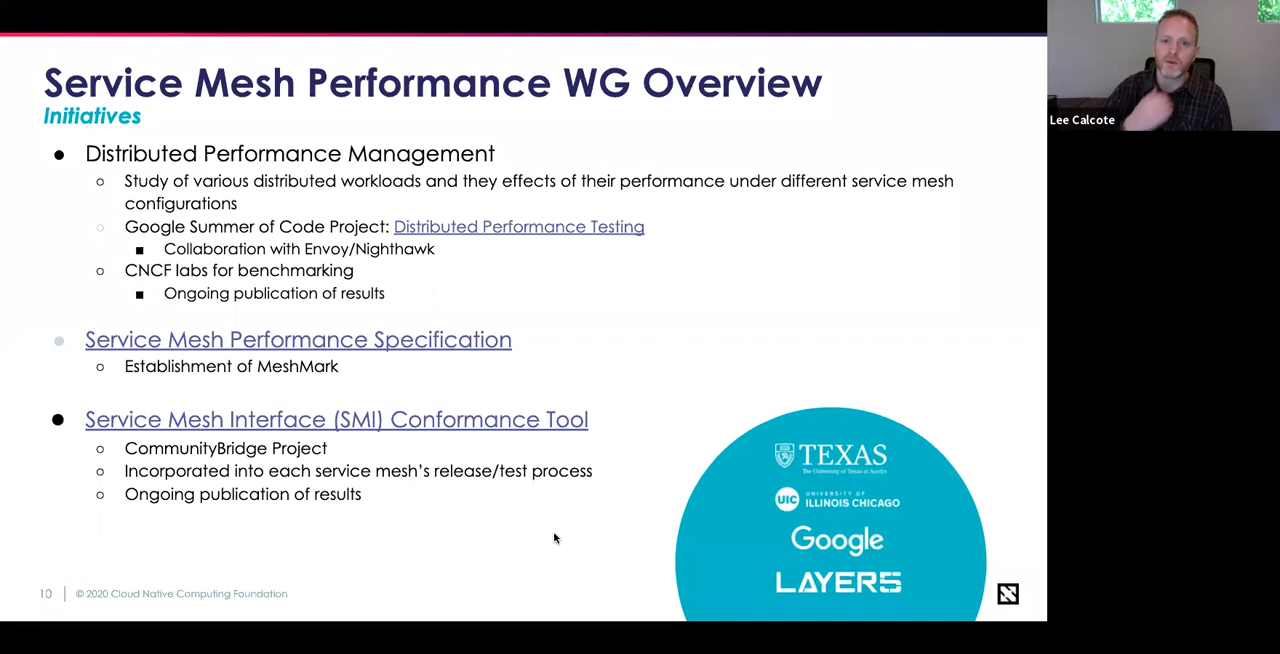 Service Mesh Performance WG Overview
Initiatives
● Distributed Performance Management
○ Study of various distributed workloads and they effects of their performance under different service mesh
configurations
○ Google Summer of Code Project: Distributed Performance Testing
■ Collaboration with Envoy/Nighthawk
○ CNCF labs for benchmarking
■ Ongoing publication of results
● Service Mesh Performance Specification
○ Establishment of MeshMark
● Service Mesh Interface (SMI) Conformance Tool
○ CommunityBridge Project
○ Incorporated into each service mesh's release/test process
○ Ongoing publication of results
TEXAS
The University of Texas at Austin
UIC UNIVERSITY OF
ILLINOIS CHICAGO
Google
LAYER5
10 | © 2020 Cloud Native Computing Foundation
Lee Calcote